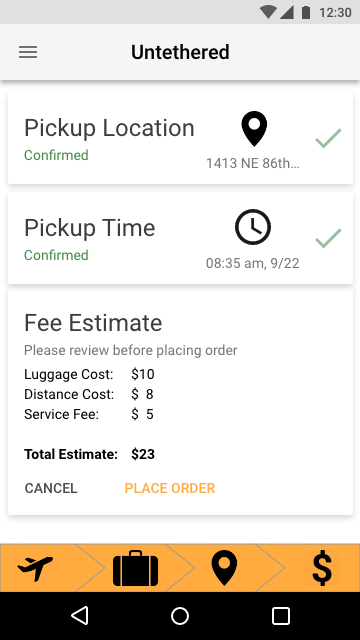 12:30
Untethered
Pickup Location
Confirmed
1413 NE 86th...
Pickup Time
Confirmed
08:35 am, 9/22
Fee Estimate
Please review before placing order
Luggage Cost: $10
Distance Cost: $ 8
Service Fee: $ 5
Total Estimate: $23
CANCEL PLACE ORDER
$